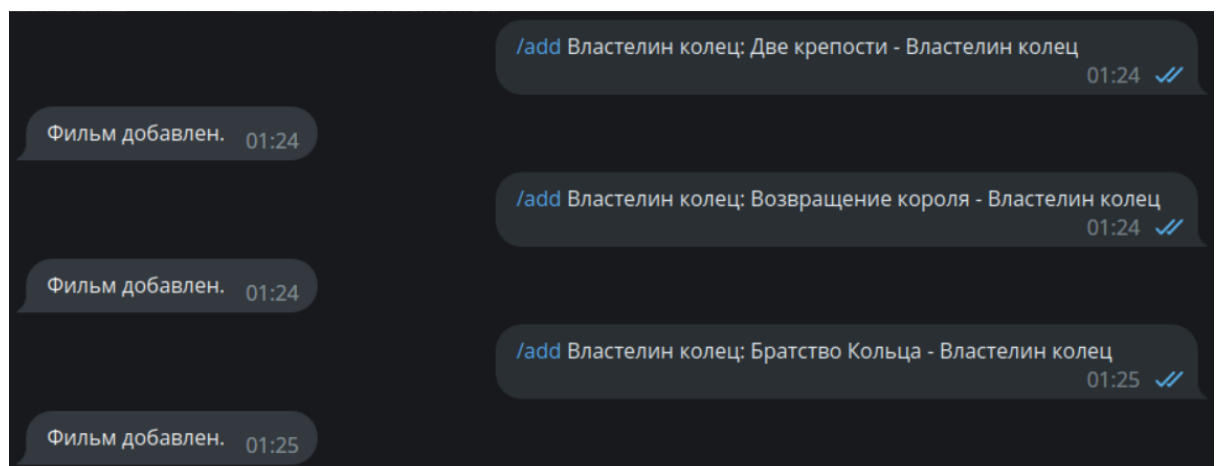 /add Властелин колец: Две крепости - Властелин колец
01:24
Фильм добавлен. 01:24
/add Властелин колец: Возвращение короля - Властелин колец
01:24
Фильм добавлен. 01:24
/add Властелин колец: Братство Кольца - Властелин колец
01:25
Фильм добавлен. 01:25